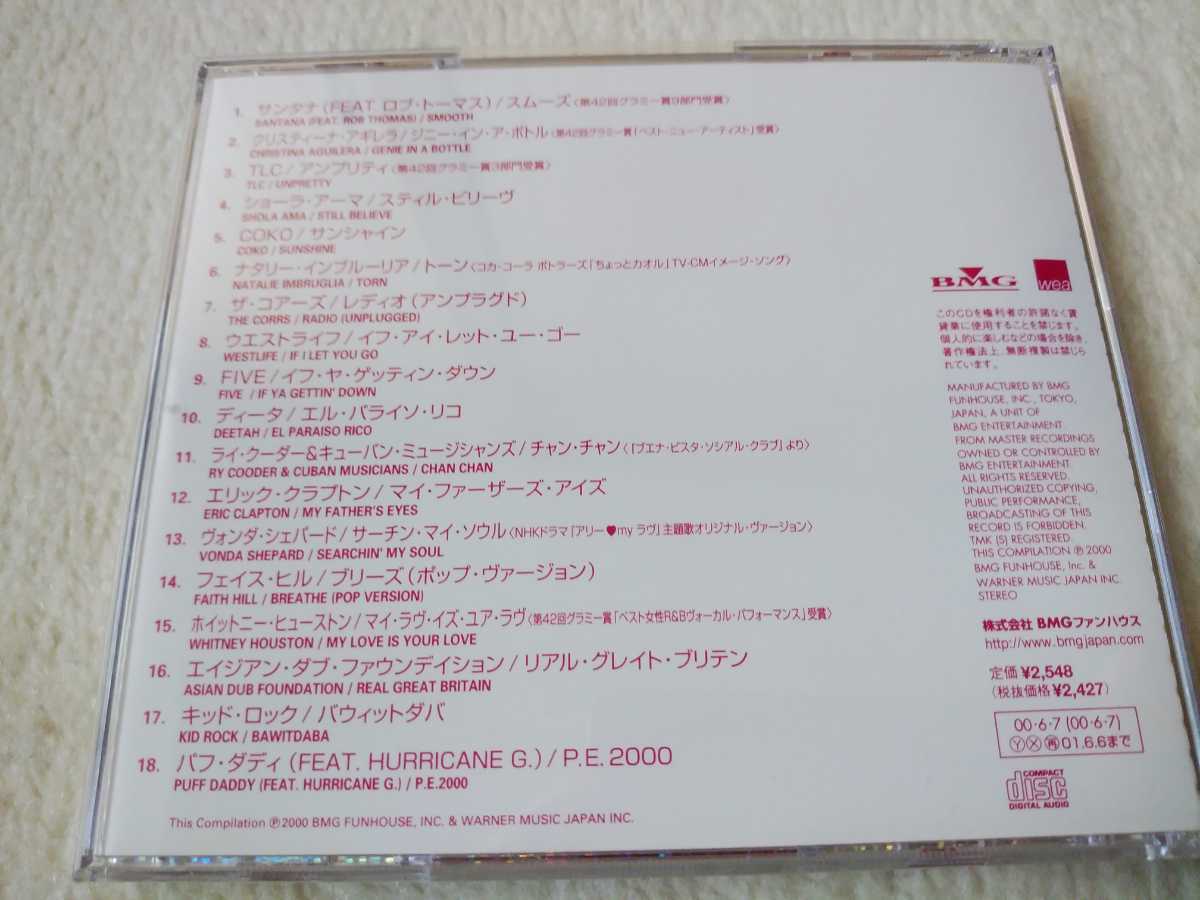 1. サンタナ(FEAT. ロブ・トーマス)/スムーズ〈第42回グラミー賞3部門受賞〉
SANTANA (FEAT. ROB THOMAS) / SMOOTH
2. クリスティーナ・アギレラ/ジニー・イン・ア・ボトル〈第42回グラミー賞「ベスト・ニュー・アーティスト」受賞〉
CHRISTINA AGUILERA / GENIE IN A BOTTLE
3. TLC/アンプリティ〈第42回グラミー賞3部門受賞〉
TLC / UNPRETTY
4. ショーラ・アーマ/スティル・ビリーヴ
SHOLA AMA / STILL BELIEVE
5. COKO/サンシャイン
COKO / SUNSHINE
6. ナタリー・インブルーリア/トーン〈コカ・コーラ ボトラーズ「ちょっとカオル」TV-CMイメージ・ソング〉
NATALIE IMBRUGLIA / TORN
7. ザ・コアーズ/レディオ(アンプラグド)
THE CORRS / RADIO (UNPLUGGED)
8. ウエストライフ/イフ・アイ・レット・ユー・ゴー
WESTLIFE / IF I LET YOU GO
9. FIVE/イフ・ヤ・ゲッティン・ダウン
FIVE / IF YA GETTIN' DOWN
10. ディータ/エル・パライソ・リコ
DEETAH / EL PARAISO RICO
11. ライ・クーダー&キューバン・ミュージシャンズ/チャン・チャン〈「ブエナ・ビスタ・ソシアル・クラブ」より〉
RY COODER & CUBAN MUSICIANS / CHAN CHAN
12. エリック・クラプトン/マイ・ファーザーズ・アイズ
ERIC CLAPTON / MY FATHER'S EYES
13. ヴォンダ・シェパード/サーチン・マイ・ソウル〈NHKドラマ「アリー♥my ラヴ」主題歌オリジナル・ヴァージョン〉
VONDA SHEPARD / SEARCHIN' MY SOUL
14. フェイス・ヒル/ブリーズ(ポップ・ヴァージョン)
FAITH HILL / BREATHE (POP VERSION)
15. ホイットニー・ヒューストン/マイ・ラヴ・イズ・ユア・ラヴ〈第42回グラミー賞「ベスト女性R&Bヴォーカル・パフォーマンス」受賞〉
WHITNEY HOUSTON / MY LOVE IS YOUR LOVE
16. エイジアン・ダブ・ファウンデイション/リアル・グレイト・ブリテン
ASIAN DUB FOUNDATION / REAL GREAT BRITAIN
17. キッド・ロック/バウィットダバ
KID ROCK / BAWITDABA
18. パフ・ダディ(FEAT. HURRICANE G.)/P.E. 2000
PUFF DADDY (FEAT. HURRICANE G.) / P.E.2000
This Compilation ℗2000 BMG FUNHOUSE, INC. & WARNER MUSIC JAPAN INC.
BMG wea
このCDを権利者の許諾なく賃
貸業に使用することを禁じます。
個人的に楽しむなどの場合を除き、
著作権法上、無断複製は禁じら
れています。
MANUFACTURED BY BMG
FUNHOUSE, INC., TOKYO,
JAPAN, A UNIT OF
BMG ENTERTAINMENT.
FROM MASTER RECORDINGS
OWNED OR CONTROLLED BY
BMG ENTERTAINMENT.
ALL RIGHTS RESERVED.
UNAUTHORIZED COPYING,
PUBLIC PERFORMANCE,
BROADCASTING OF THIS
RECORD IS FORBIDDEN.
TMK (S) REGISTERED.
THIS COMPILATION ℗ 2000
BMG FUNHOUSE, Inc. &
WARNER MUSIC JAPAN INC.
STEREO
株式会社 BMGファンハウス
http://www.bmgjapan.com
定価 ¥2,548
(税抜価格¥2,427)
00・6・7 (00・6・7)
Ⓨ Ⓧ 再 01.6.6まで
COMPACT
disc
DIGITAL AUDIO